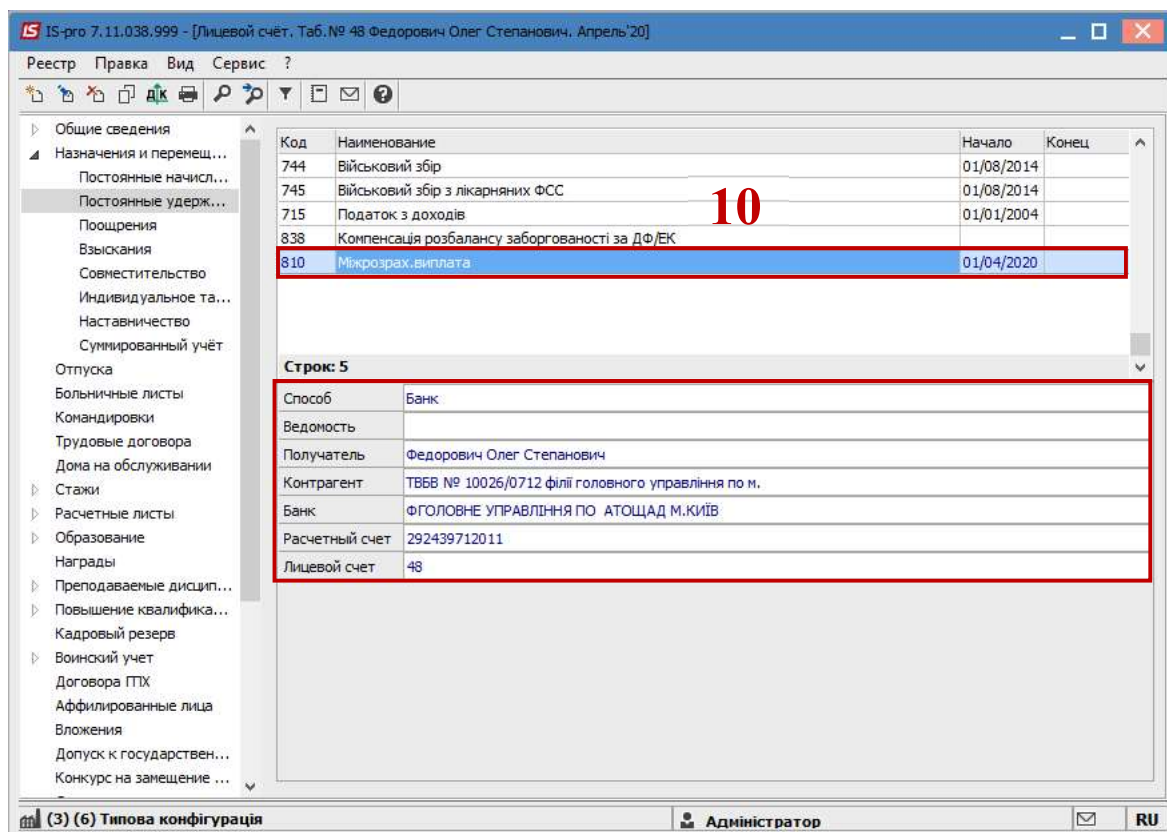 IS-pro 7.11.038.999 - [Лицевой счёт. Таб.№ 48 Федорович Олег Степанович. Апрель'20]
Реестр Правка Вид Сервис ?
Общие сведения
Назначения и перемещ...
Постоянные начисл...
Постоянные удерж...
Поощрения
Взыскания
Совместительство
Индивидуальное та...
Наставничество
Суммированный учёт
Отпуска
Больничные листы
Командировки
Трудовые договора
Дома на обслуживании
Стажи
Расчетные листы
Образование
Награды
Преподаваемые дисцип...
Повышение квалифика...
Кадровый резерв
Воинский учет
Договора ГПХ
Аффилированные лица
Вложения
Допуск к государствен...
Конкурс на замещение ...
Код Наименование Начало Конец
744 Військовий збір 01/08/2014
745 Військовий збір з лікарняних ФСС 01/08/2014
715 Податок з доходів 01/01/2004
838 Компенсація розбалансу заборгованості за ДФ/ЕК
810 Міжрозрах.виплата 01/04/2020
10
Строк: 5
Способ Банк
Ведомость
Получатель Федорович Олег Степанович
Контрагент ТВБВ № 10026/0712 філії головного управління по м.
Банк ФГОЛОВНЕ УПРАВЛІННЯ ПО АТОЩАД М.КИЇВ
Расчетный счет 292439712011
Лицевой счет 48
(3) (6) Типова конфігурація Адміністратор RU